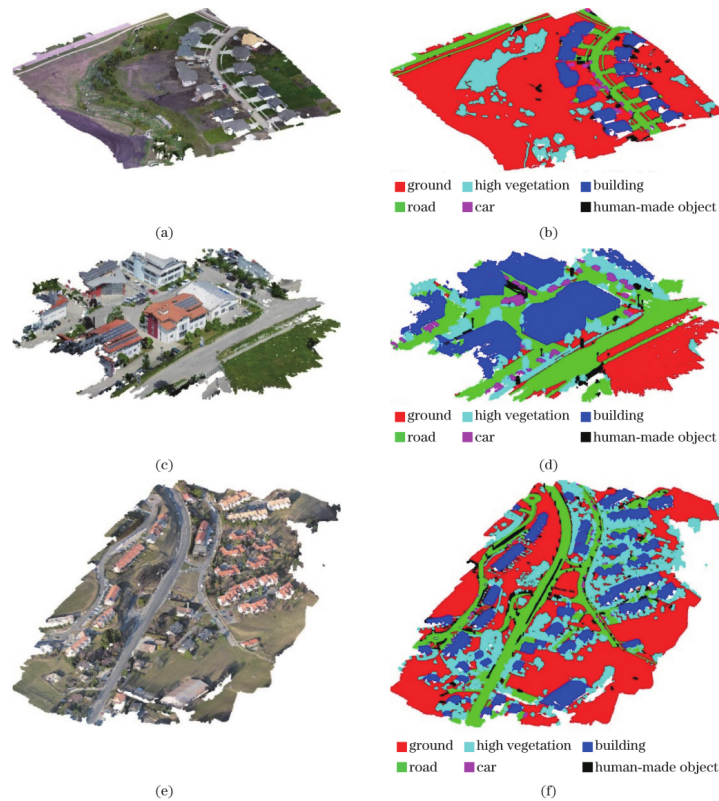 ground high vegetation building
road car human-made object
(a) (b)
ground high vegetation building
road car human-made object
(c) (d)
ground high vegetation building
road car human-made object
(e) (f)